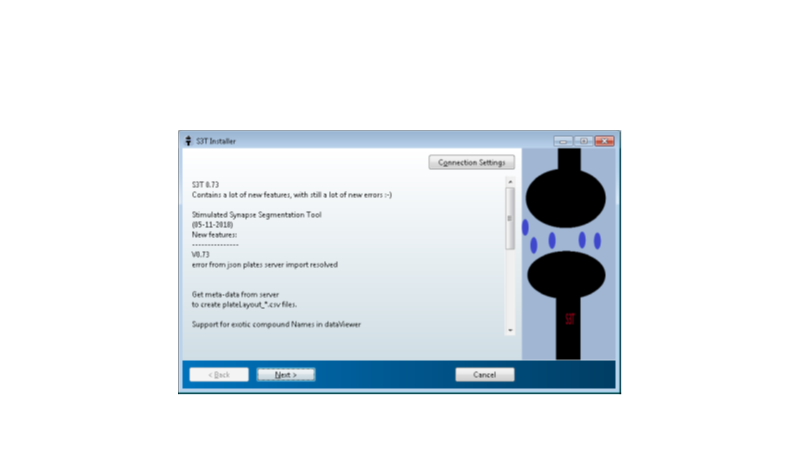 S3T Installer
Connection Settings
S3T 0.73
Contains a lot of new features, with still a lot of new errors :-)
Stimulated Synapse Segmentation Tool
(05-11-2018)
New features:
---------------
V0.73
error from json plates server import resolved
Get meta-data from server
to create plateLayout_*.csv files.
Support for exotic compound Names in dataViewer
< Back
Next >
Cancel